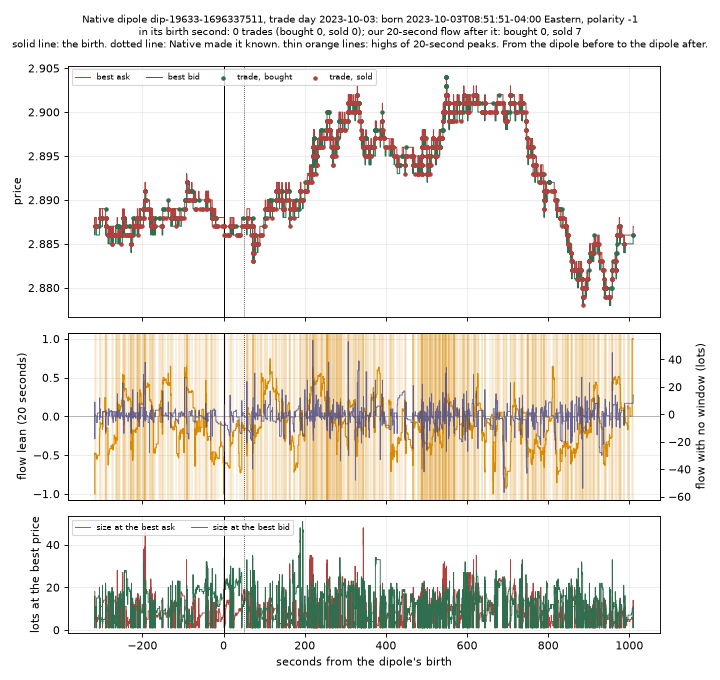 Native dipole dip-19633-1696337511, trade day 2023-10-03: born 2023-10-03T08:51:51-04:00 Eastern, polarity -1
in its birth second: 0 trades (bought 0, sold 0); our 20-second flow after it: bought 0, sold 7
solid line: the birth. dotted line: Native made it known. thin orange lines: highs of 20-second peaks. From the dipole before to the dipole after.
best ask best bid trade, bought trade, sold
2.905
2.900
2.895
2.890
2.885
2.880
price
1.0
0.5
0.0
−0.5
−1.0
flow lean (20 seconds)
40
20
0
−20
−40
−60
flow with no window (lots)
size at the best ask size at the best bid
40
20
0
lots at the best price
−200 0 200 400 600 800 1000
seconds from the dipole's birth